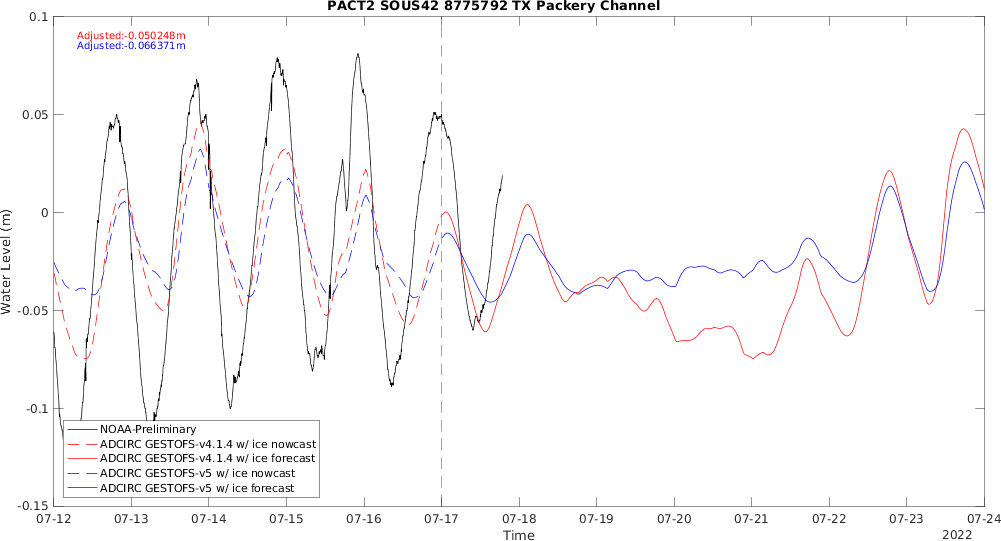 PACT2 SOUS42 8775792 TX Packery Channel
Adjusted:-0.050248m
Adjusted:-0.066371m
0.1
0.05
0
-0.05
-0.1
-0.15
Water Level (m)
NOAA-Preliminary
ADCIRC GESTOFS-v4.1.4 w/ ice nowcast
ADCIRC GESTOFS-v4.1.4 w/ ice forecast
ADCIRC GESTOFS-v5 w/ ice nowcast
ADCIRC GESTOFS-v5 w/ ice forecast
07-12 07-13 07-14 07-15 07-16 07-17 07-18 07-19 07-20 07-21 07-22 07-23 07-24
Time
2022